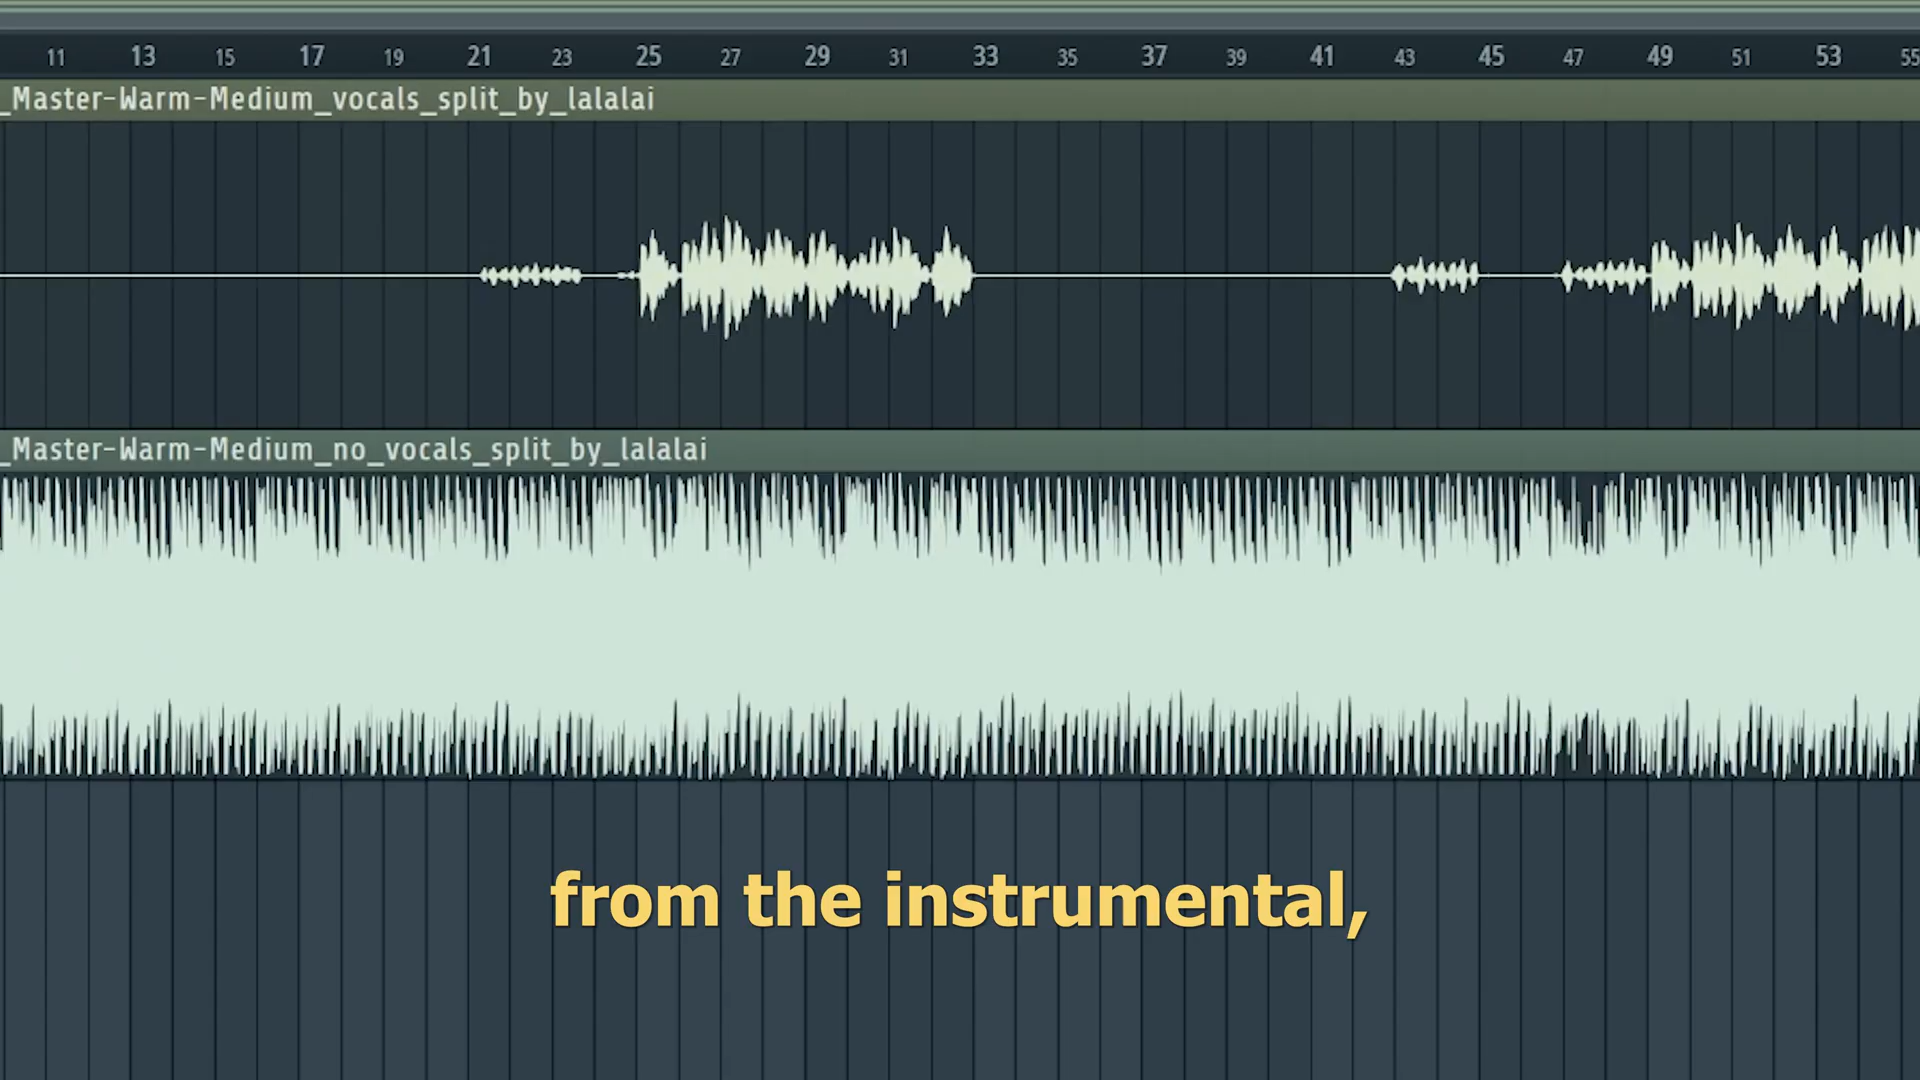 11 13 15 17 19 21 23 25 27 29 31 33 35 37 39 41 43 45 47 49 51 53 55
_Master-Warm-Medium_vocals_split_by_lalalai
_Master-Warm-Medium_no_vocals_split_by_lalalai
from the instrumental,